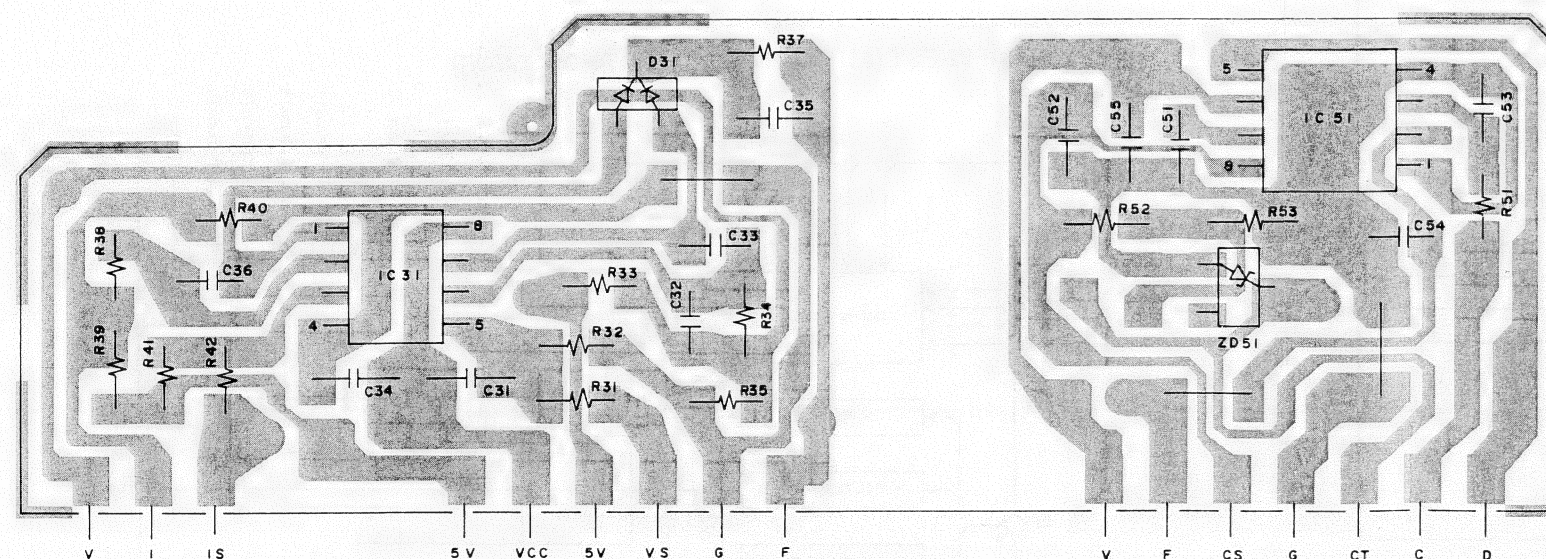 R37
D31
C35
5
4
C52
C55
C51
IC51
C53
8
1
R51
R40
1
8
R38
IC31
C36
C33
R52
R53
C54
R33
C32
R34
4
5
R39
R41
R42
R32
ZD51
C34
C31
R31
R35
V I IS 5V VCC 5V VS G F V F CS G CT C D